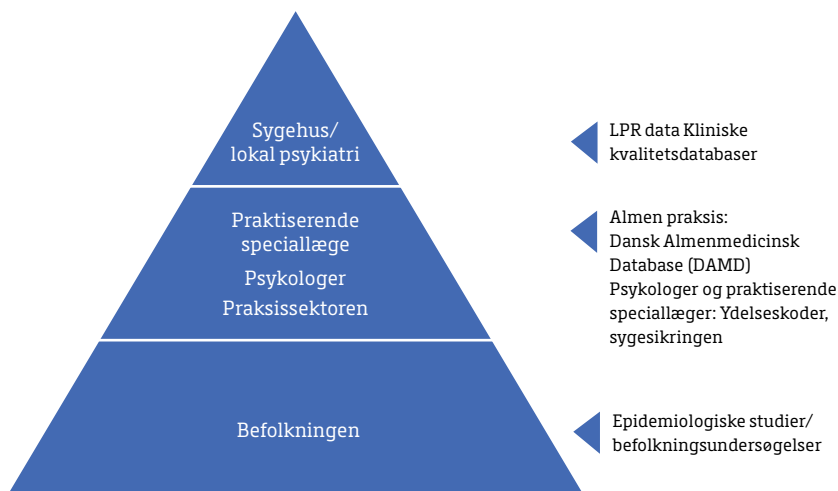 Sygehus/
lokal psykiatri
LPR data Kliniske
kvalitetsdatabaser
Praktiserende
speciallæge
Psykologer
Praksissektoren
Almen praksis:
Dansk Almenmedicinsk
Database (DAMD)
Psykologer og praktiserende
speciallæger: Ydelseskoder,
sygesikringen
Befolkningen
Epidemiologiske studier/
befolkningsundersøgelser